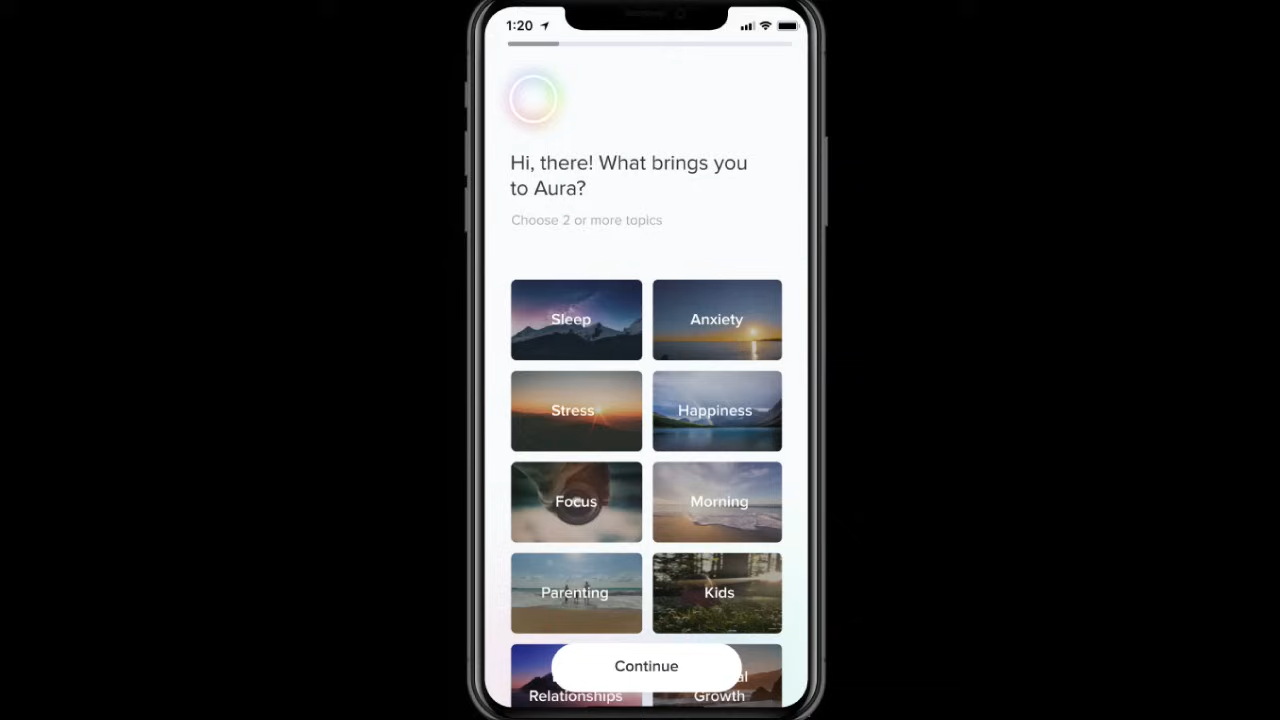 1:20
Hi, there! What brings you
to Aura?
Choose 2 or more topics
Sleep
Anxiety
Stress
Happiness
Focus
Morning
Parenting
Kids
Continue
Relationships
Growth